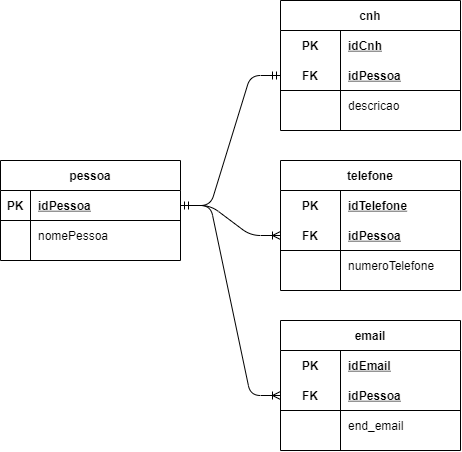 cnh
PK idCnh
FK idPessoa
descricao
pessoa
PK idPessoa
nomePessoa
telefone
PK idTelefone
FK idPessoa
numeroTelefone
email
PK idEmail
FK idPessoa
end_email